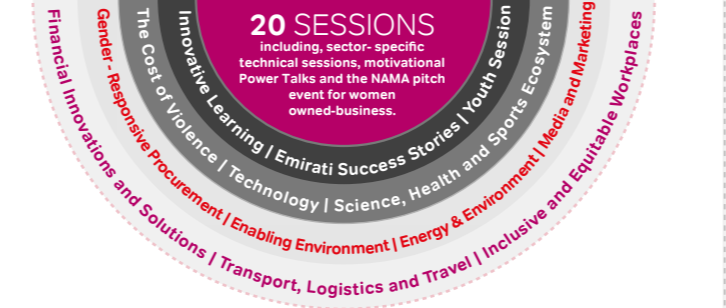 20 SESSIONS
including, sector- specific
technical sessions, motivational
Power Talks and the NAMA pitch
event for women
owned-business.
Innovative Learning | Emirati Success Stories | Youth Session
The Cost of Violence | Technology | Science, Health and Sports Ecosystem
Gender - Responsive Procurement | Enabling Environment | Energy & Environment | Media and Marketing
Financial Innovations and Solutions | Transport, Logistics and Travel | Inclusive and Equitable Workplaces